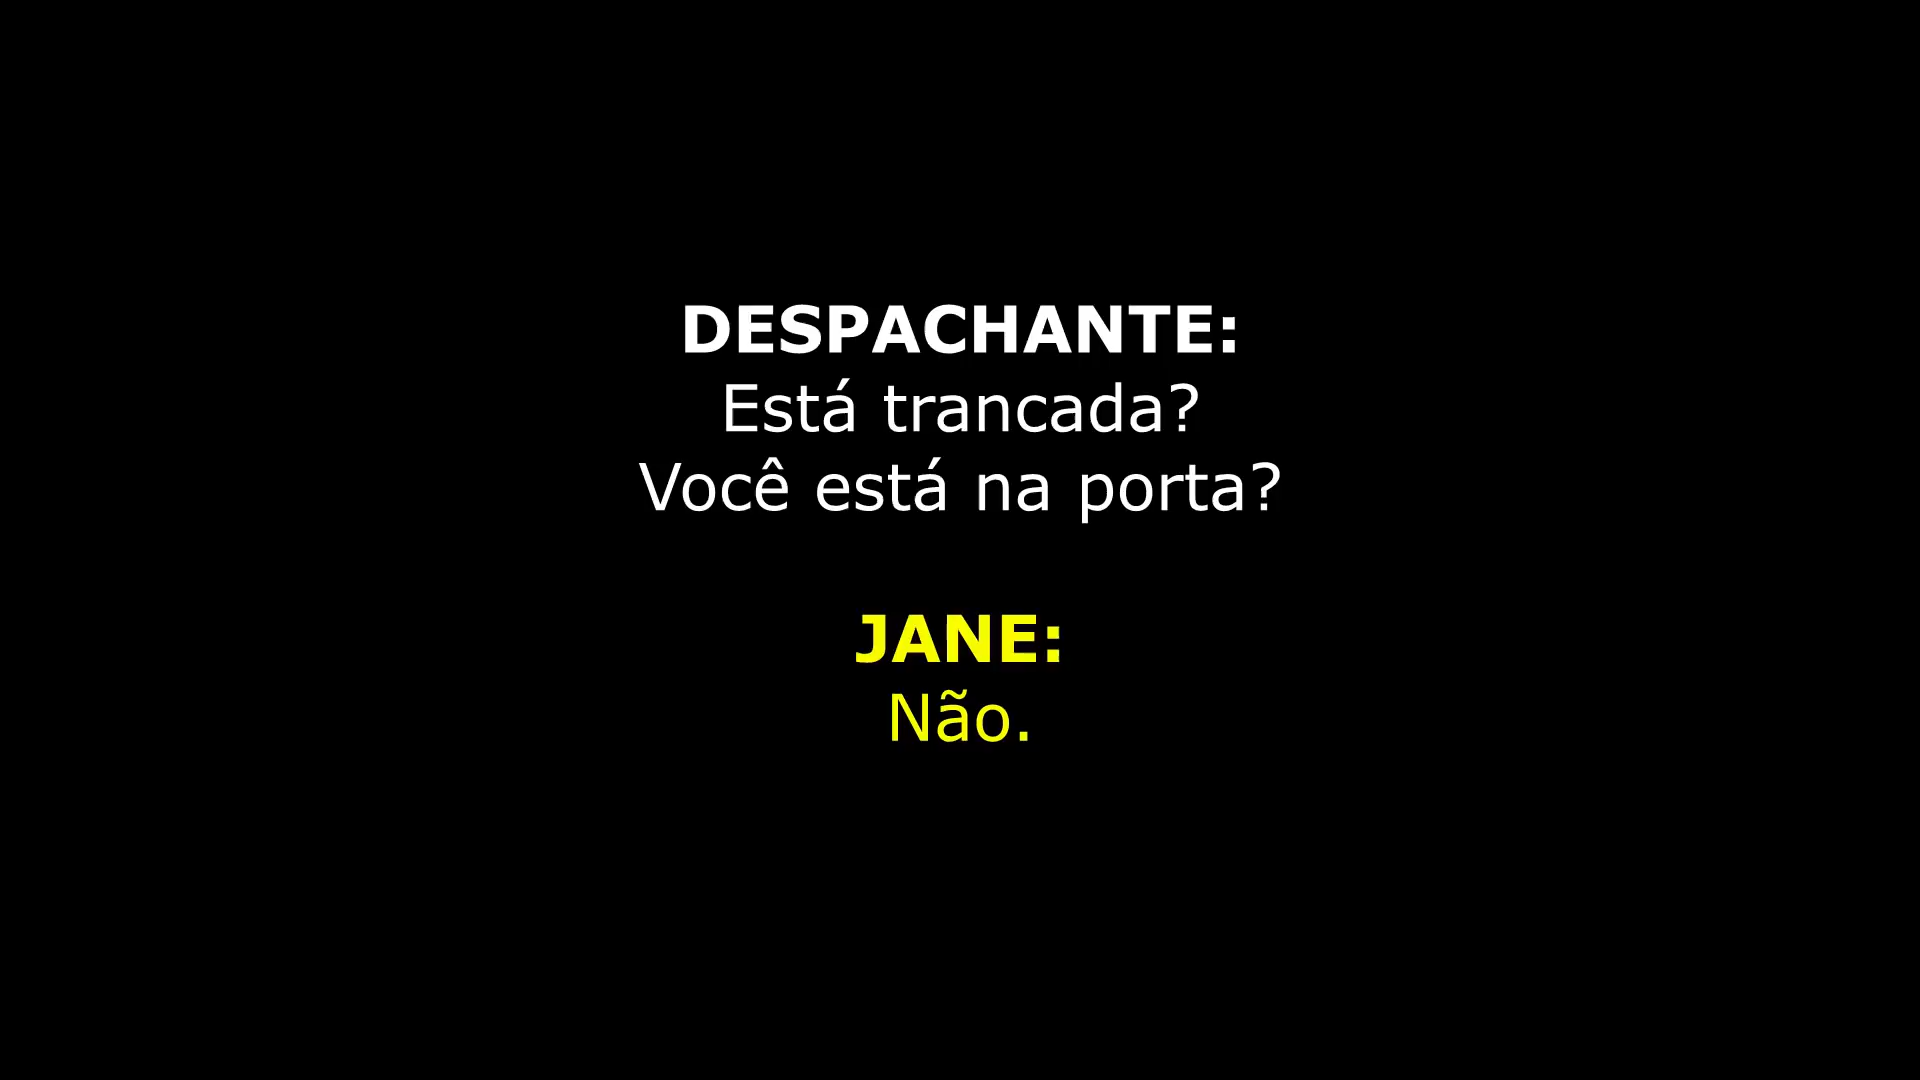 DESPACHANTE:
Está trancada?
Você está na porta?
JANE:
Não.